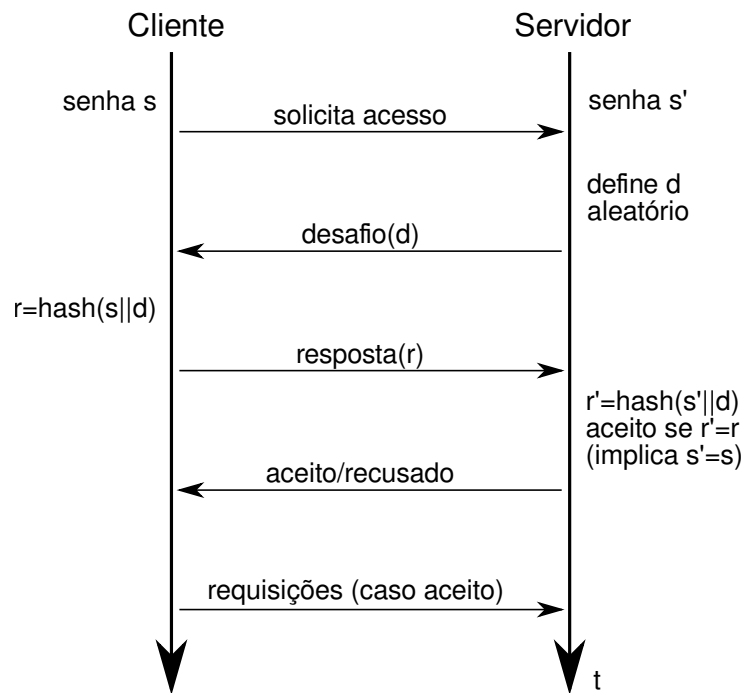 Cliente
Servidor
senha s
senha s'
solicita acesso
define d
aleatório
desafio(d)
r=hash(s||d)
resposta(r)
r'=hash(s'||d)
aceito se r'=r
(implica s'=s)
aceito/recusado
requisições (caso aceito)
t